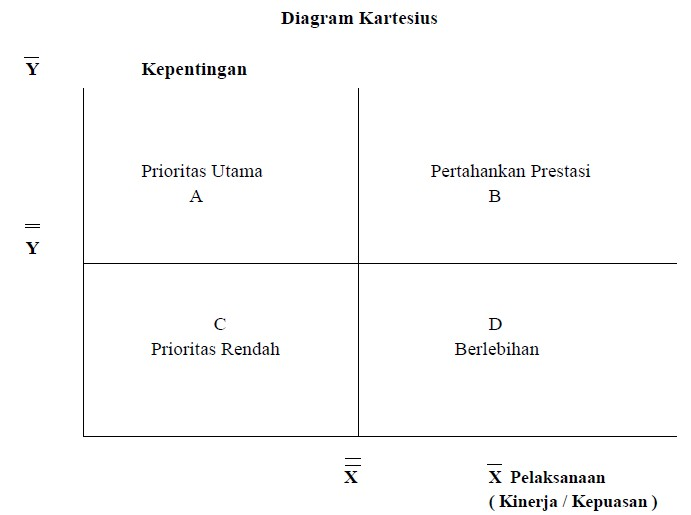 Diagram Kartesius
Y̅ Kepentingan
Prioritas Utama
A
Pertahankan Prestasi
B
Y̿
C
Prioritas Rendah
D
Berlebihan
X̿
X̅ Pelaksanaan
( Kinerja / Kepuasan )